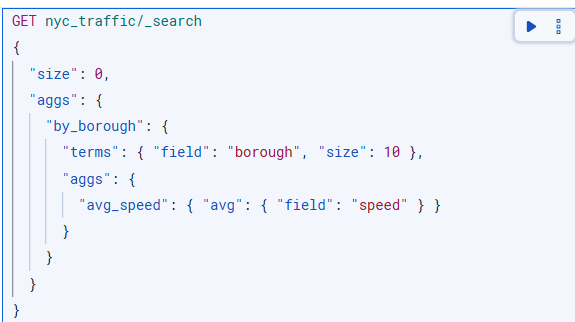 GET nyc_traffic/_search
{
  "size": 0,
  "aggs": {
    "by_borough": {
      "terms": { "field": "borough", "size": 10 },
      "aggs": {
        "avg_speed": { "avg": { "field": "speed" } }
      }
    }
  }
}